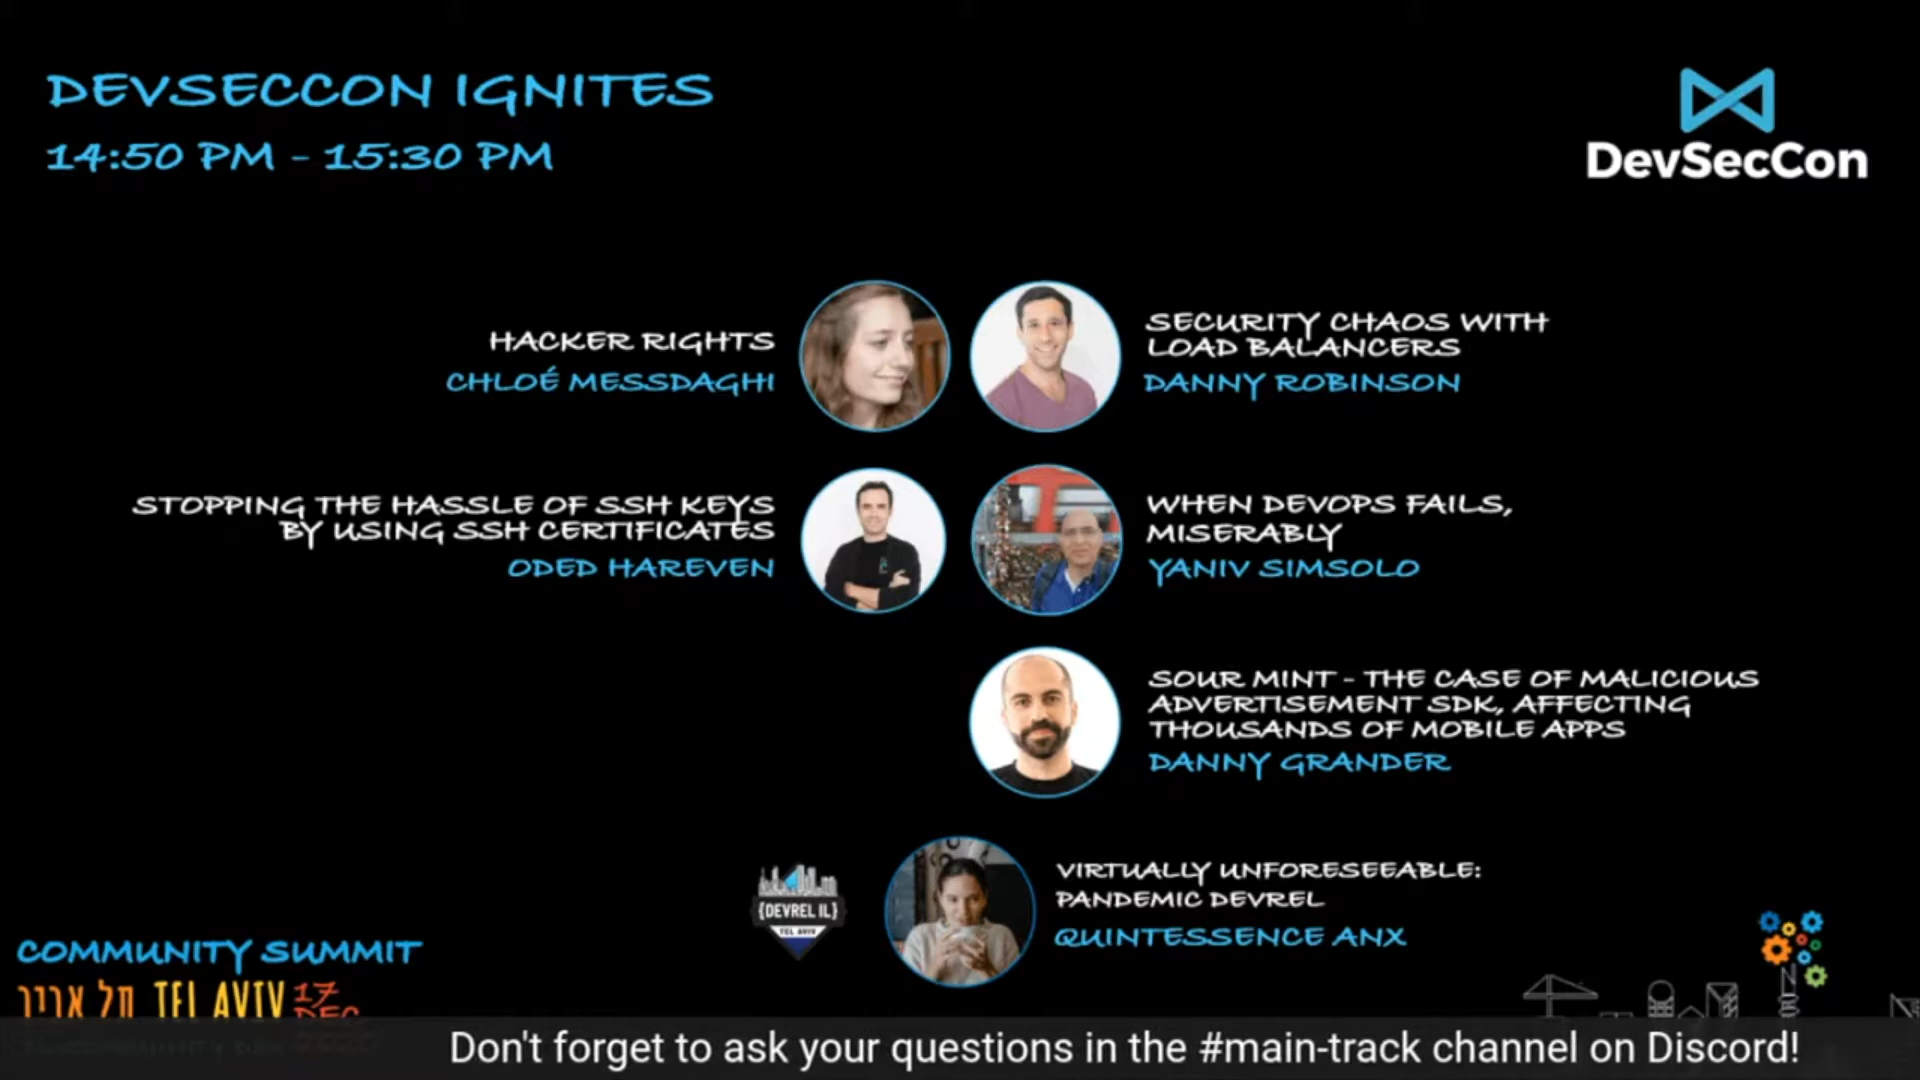 DEVSECCON IGNITES
14:50 PM - 15:30 PM
DevSecCon
HACKER RIGHTS
CHLOÉ MESSDAGHI
SECURITY CHAOS WITH
LOAD BALANCERS
DANNY ROBINSON
STOPPING THE HASSLE OF SSH KEYS
BY USING SSH CERTIFICATES
ODED HAREVEN
WHEN DEVOPS FAILS,
MISERABLY
YANIV SIMSOLO
SOUR MINT - THE CASE OF MALICIOUS
ADVERTISEMENT SDK, AFFECTING
THOUSANDS OF MOBILE APPS
DANNY GRANDER
{DEVREL IL}
TEL AVIV
VIRTUALLY UNFORESEEABLE:
PANDEMIC DEVREL
QUINTESSENCE ANX
COMMUNITY SUMMIT
תל אביב TEL AVIV 17
DEC
Don't forget to ask your questions in the #main-track channel on Discord!